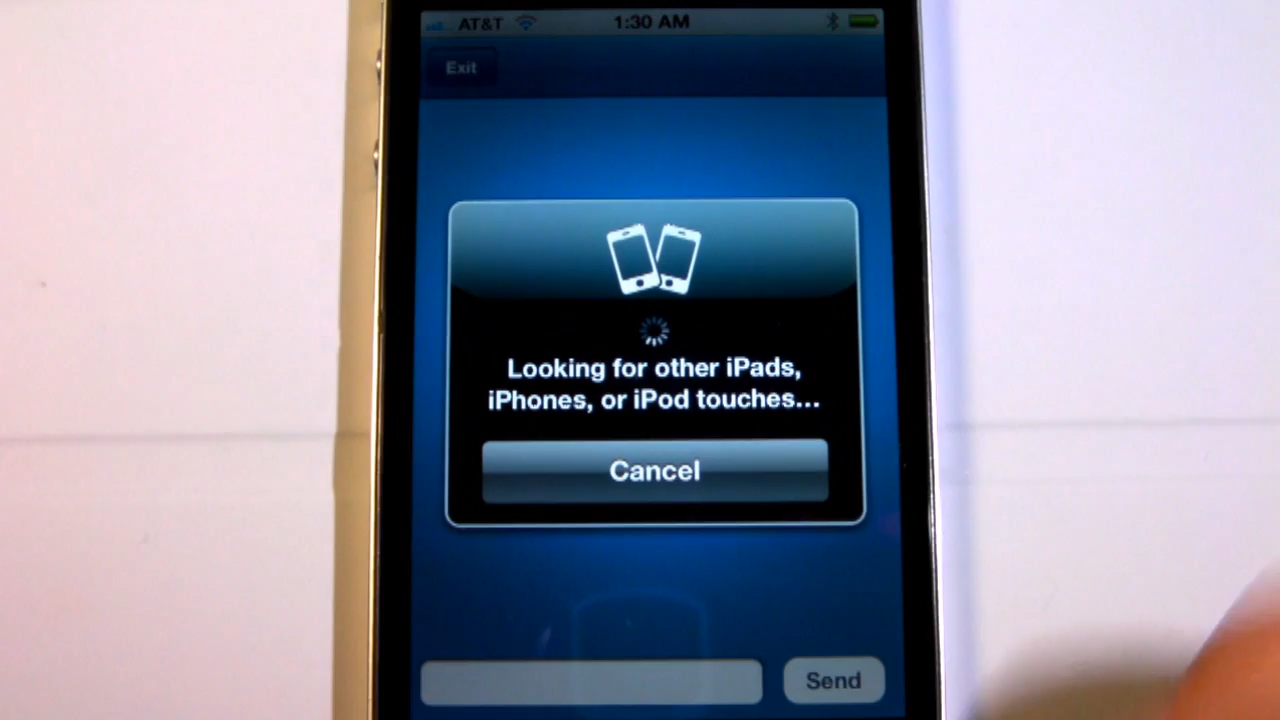 AT&T 1:30 AM
Exit
Looking for other iPads,
iPhones, or iPod touches...
Cancel
Send